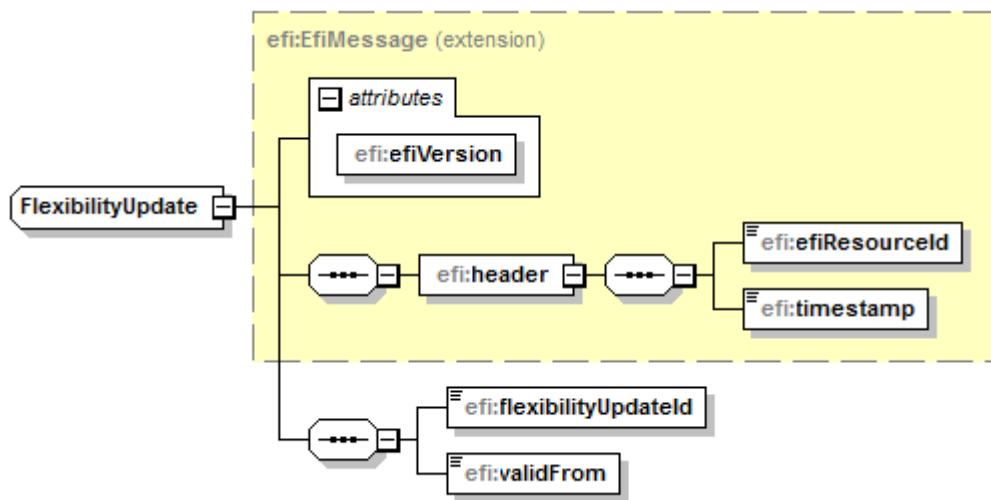 efi:EfiMessage (extension)
attributes
efi:efiVersion
FlexibilityUpdate
efi:header
efi:efiResourceId
efi:timestamp
efi:flexibilityUpdateId
efi:validFrom